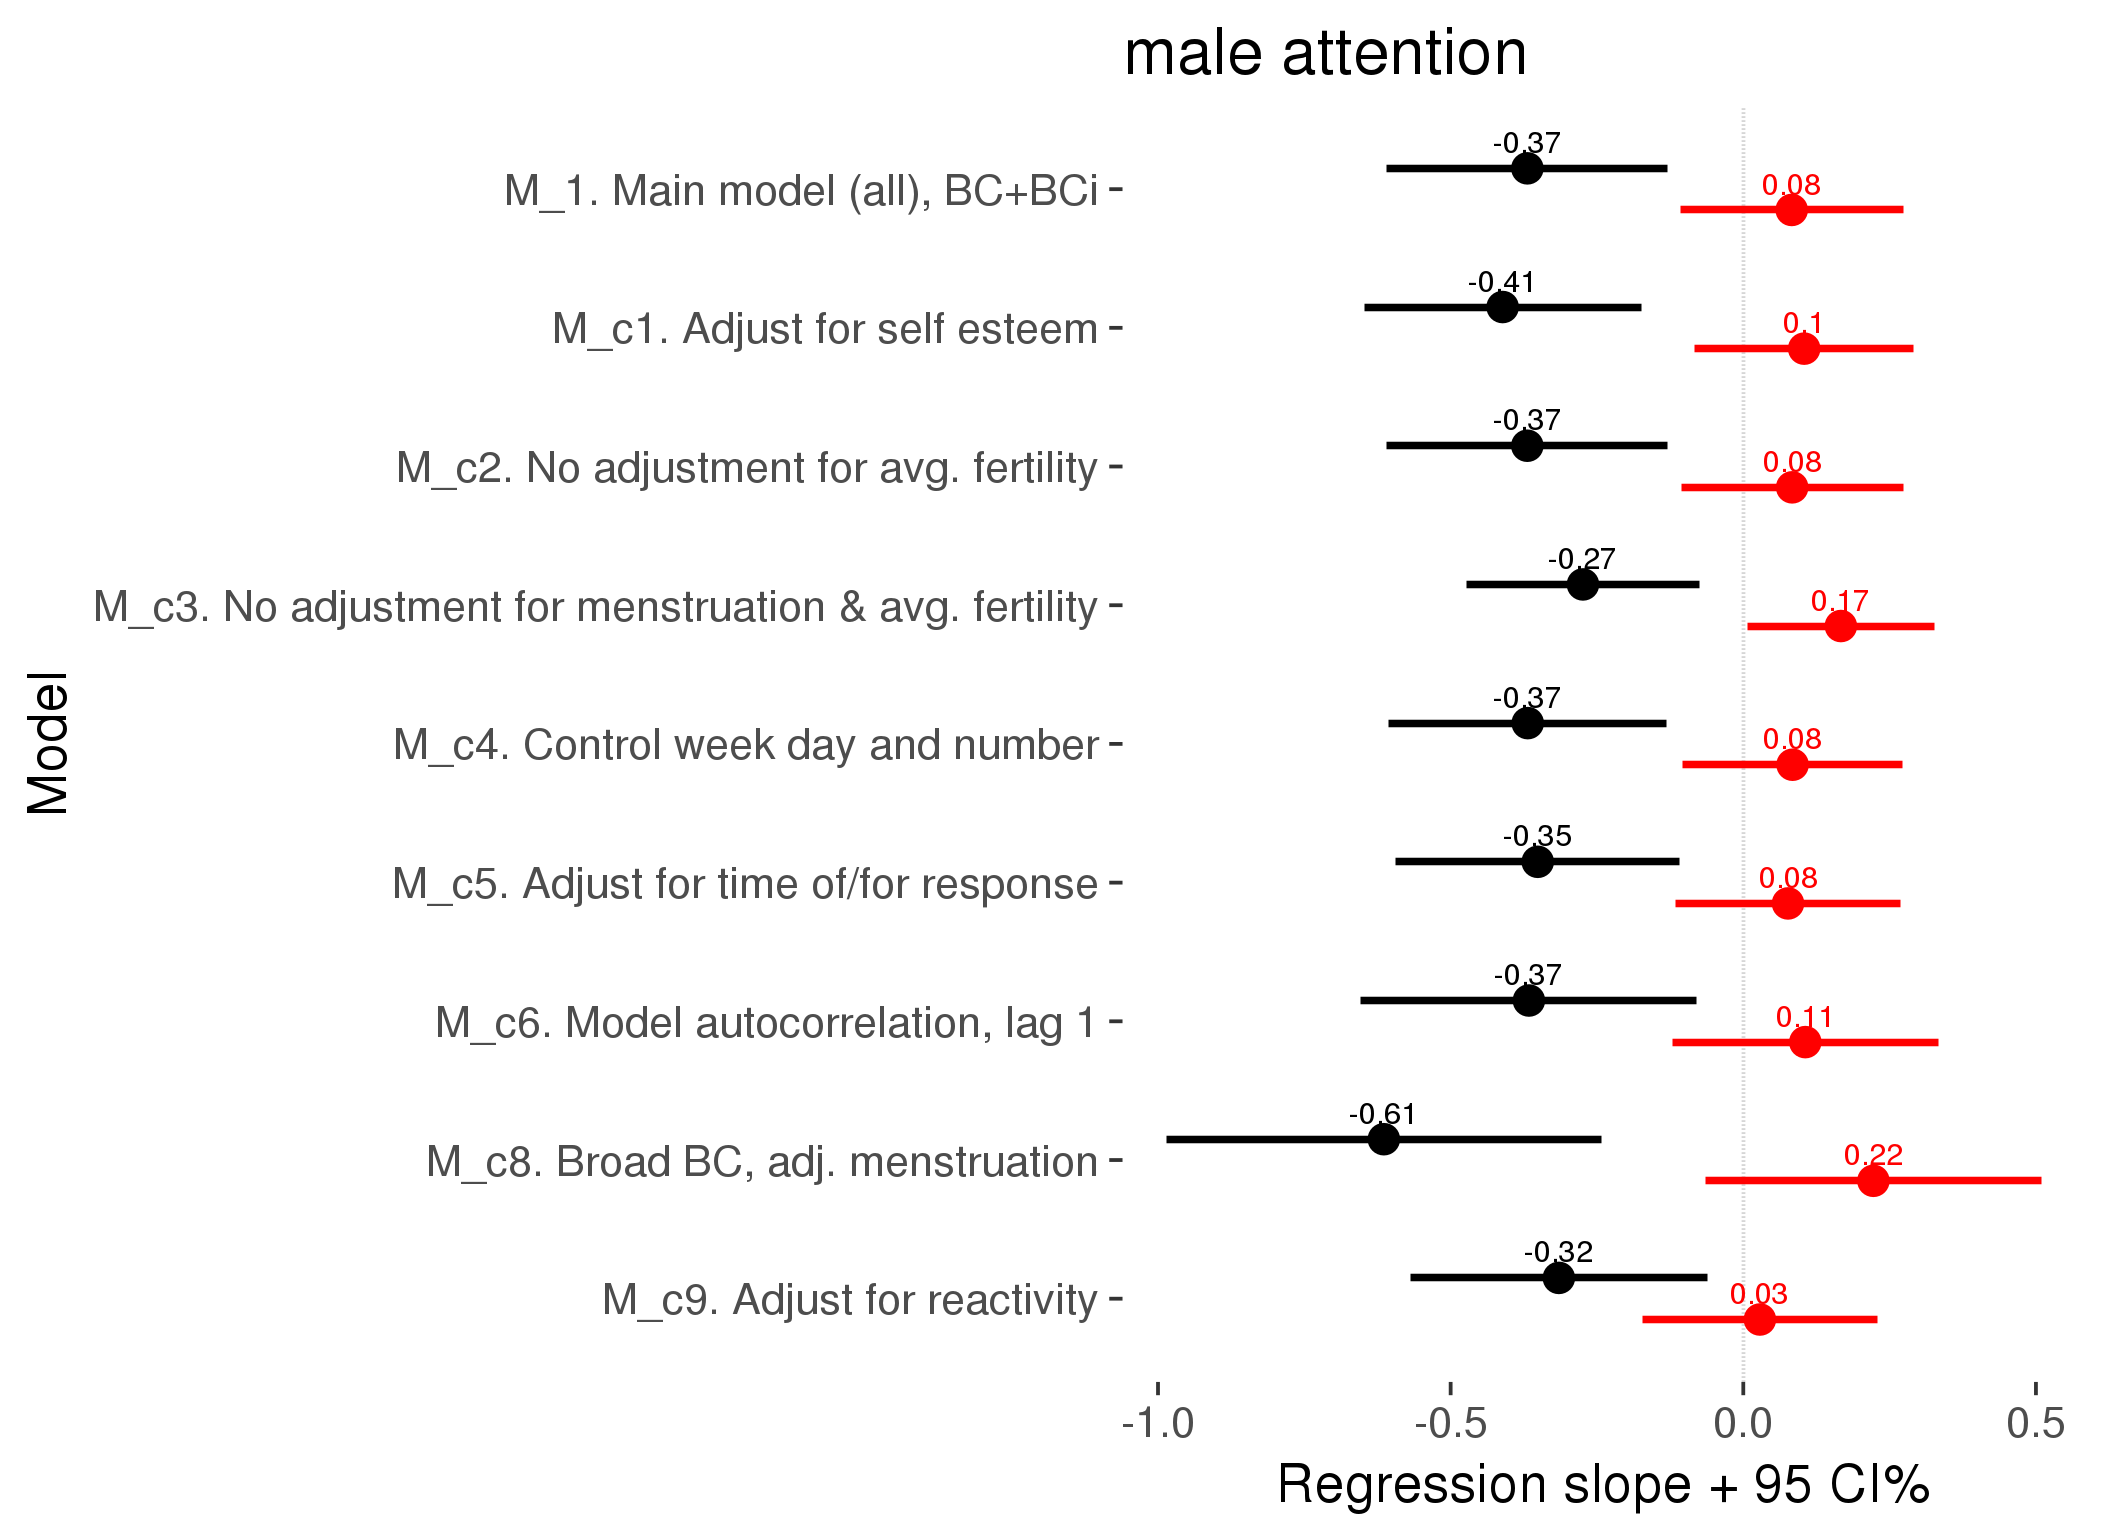 male attention
M_1. Main model (all), BC+BCi
-0.37
0.08
M_c1. Adjust for self esteem
-0.41
0.1
M_c2. No adjustment for avg. fertility
-0.37
0.08
M_c3. No adjustment for menstruation & avg. fertility
-0.27
0.17
M_c4. Control week day and number
-0.37
0.08
M_c5. Adjust for time of/for response
-0.35
0.08
M_c6. Model autocorrelation, lag 1
-0.37
0.11
M_c8. Broad BC, adj. menstruation
-0.61
0.22
M_c9. Adjust for reactivity
-0.32
0.03
Model
-1.0 -0.5 0.0 0.5
Regression slope + 95 CI%